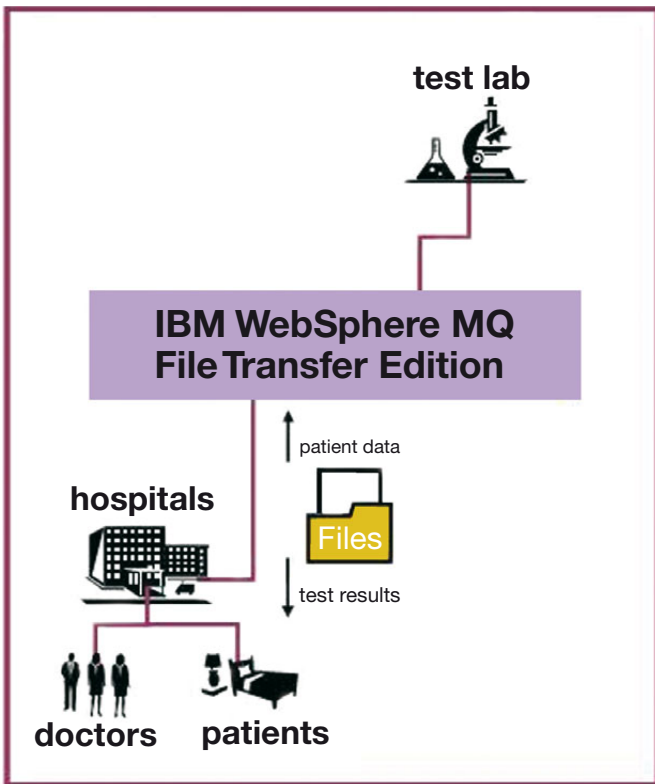 test lab
IBM WebSphere MQ
File Transfer Edition
patient data
hospitals
Files
test results
doctors
patients